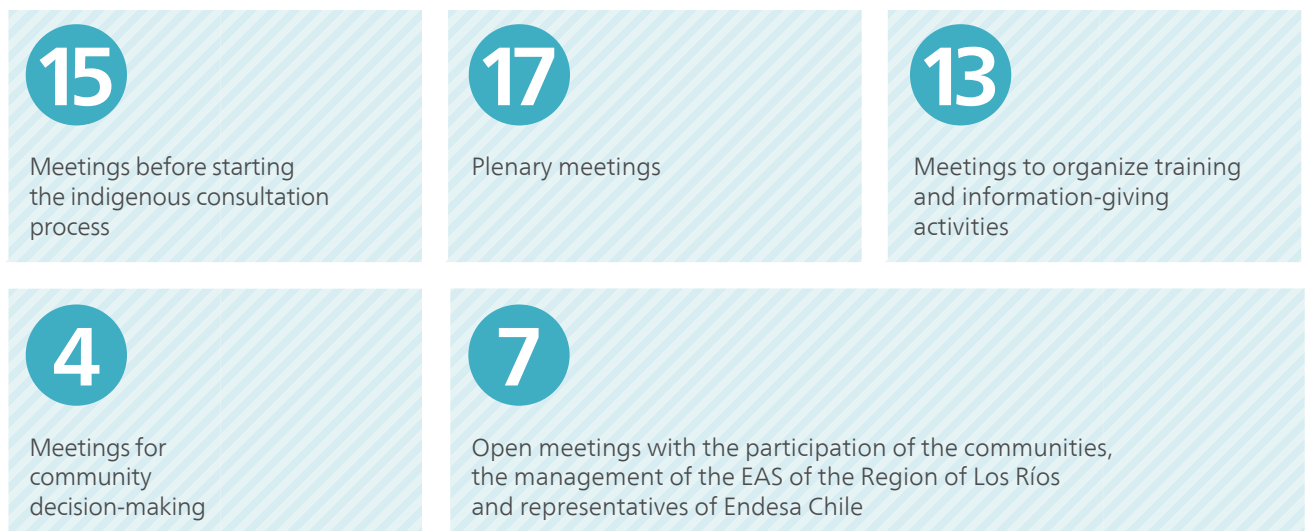 15
Meetings before starting
the indigenous consultation
process
17
Plenary meetings
13
Meetings to organize training
and information-giving
activities
4
Meetings for
community
decision-making
7
Open meetings with the participation of the communities,
the management of the EAS of the Region of Los Ríos
and representatives of Endesa Chile